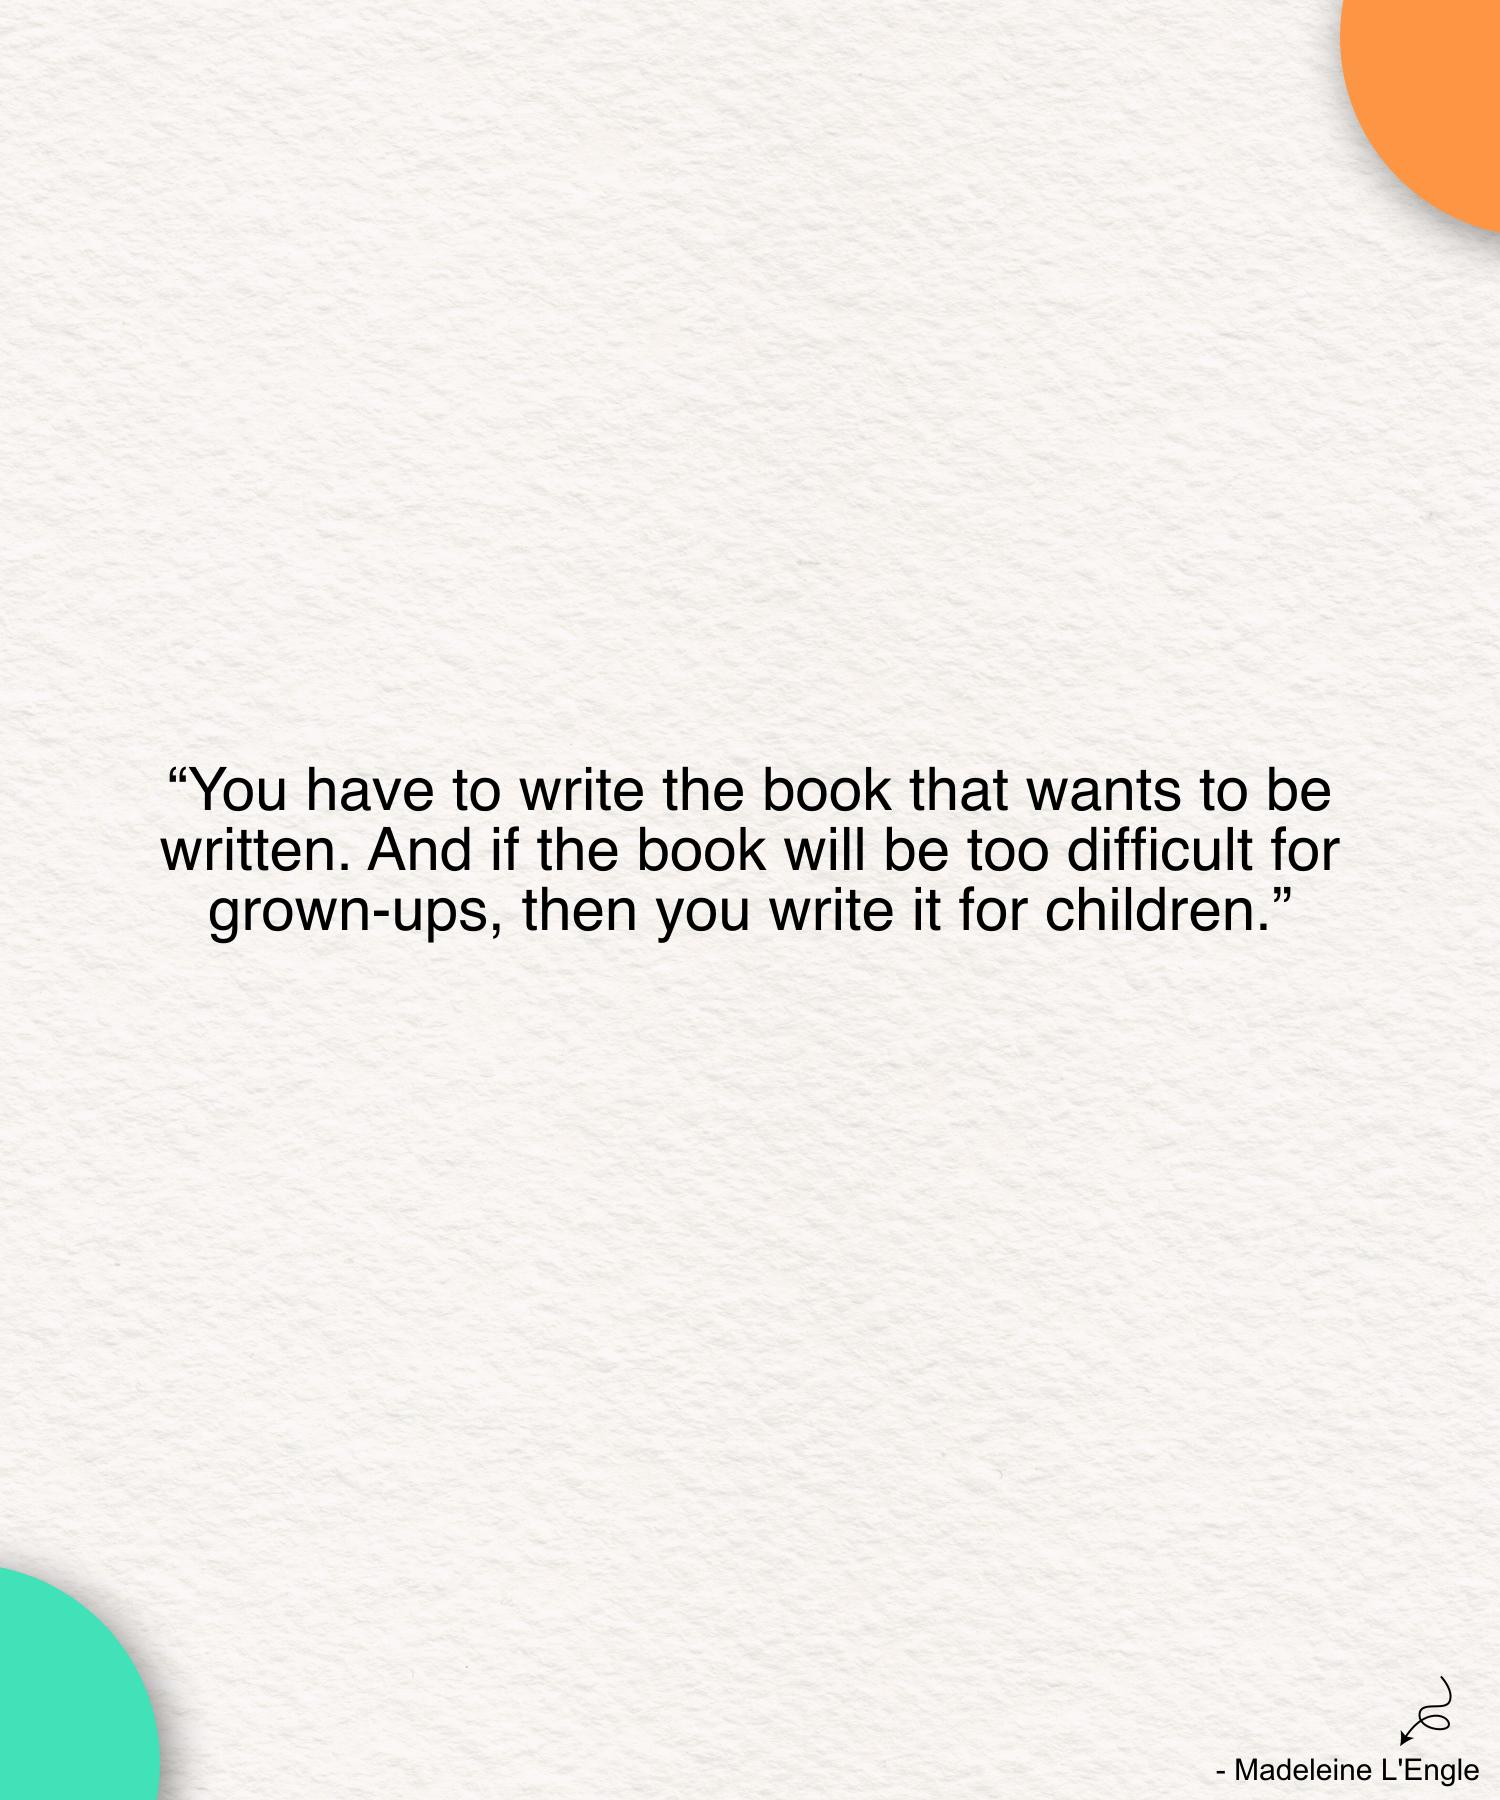 “You have to write the book that wants to be
written. And if the book will be too difficult for
grown-ups, then you write it for children.”
- Madeleine L'Engle